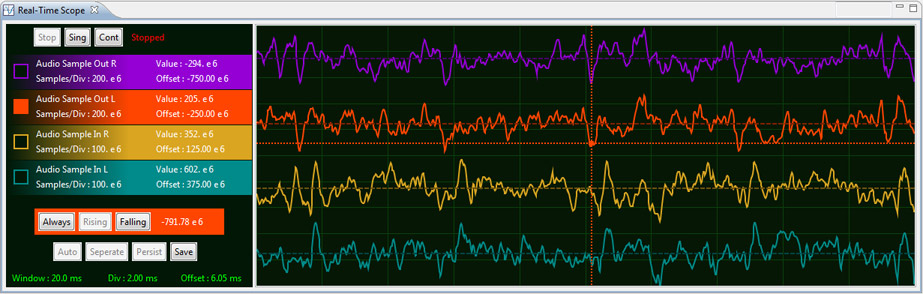 Real-Time Scope
Stop Sing Cont Stopped
Audio Sample Out R Value : -294. e 6
Samples/Div : 200. e 6 Offset : -750.00 e 6
Audio Sample Out L Value : 205. e 6
Samples/Div : 200. e 6 Offset : -250.00 e 6
Audio Sample In R Value : 352. e 6
Samples/Div : 100. e 6 Offset : 125.00 e 6
Audio Sample In L Value : 602. e 6
Samples/Div : 100. e 6 Offset : 375.00 e 6
Always Rising Falling -791.78 e 6
Auto Seperate Persist Save
Window : 20.0 ms Div : 2.00 ms Offset : 6.05 ms